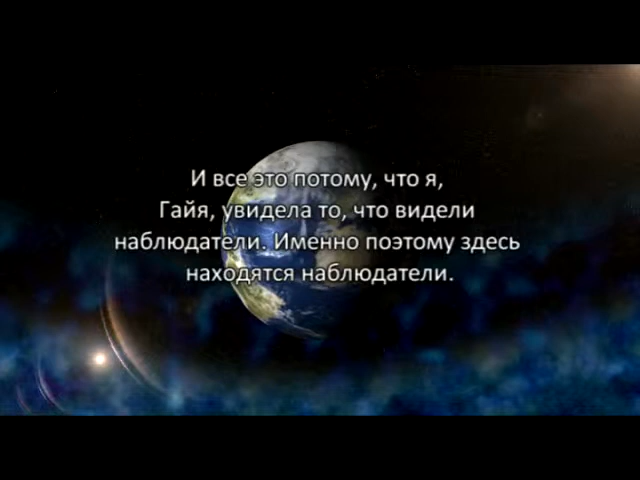 И все это потому, что я,
Гайя, увидела то, что видели
наблюдатели. Именно поэтому здесь
находятся наблюдатели.